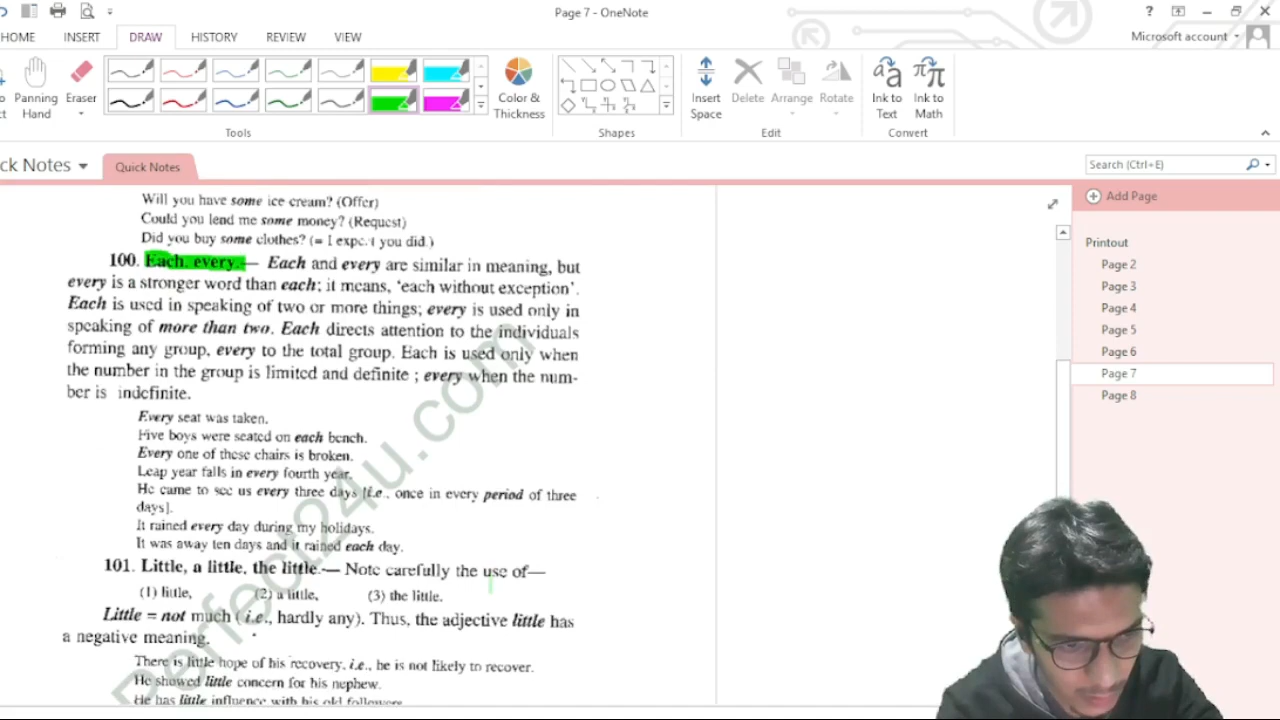 Page 7 - OneNote
HOME INSERT DRAW HISTORY REVIEW VIEW
Microsoft account
Panning Hand
Eraser
Color & Thickness
Insert Space
Delete
Arrange
Rotate
Ink to Text
Ink to Math
Tools
Shapes
Edit
Convert
ck Notes
Quick Notes
Search (Ctrl+E)
Add Page
Printout
Page 2
Page 3
Page 4
Page 5
Page 6
Page 7
Page 8
Will you have some ice cream? (Offer)
Could you lend me some money? (Request)
Did you buy some clothes? (= I expect you did.)
100. Each, every.— Each and every are similar in meaning, but
every is a stronger word than each; it means, ‘each without exception’.
Each is used in speaking of two or more things; every is used only in
speaking of more than two. Each directs attention to the individuals
forming any group, every to the total group. Each is used only when
the number in the group is limited and definite ; every when the num-
ber is indefinite.
Every seat was taken.
Five boys were seated on each bench.
Every one of these chairs is broken.
Leap year falls in every fourth year.
He came to see us every three days [i.e., once in every period of three
days].
It rained every day during my holidays.
It was away ten days and it rained each day.
101. Little, a little, the little.— Note carefully the use of—
(1) little, (2) a little, (3) the little.
Little = not much (i.e., hardly any). Thus, the adjective little has
a negative meaning.
There is little hope of his recovery, i.e., he is not likely to recover.
He showed little concern for his nephew.
He has little influence with his old followers
Perfect24u.com